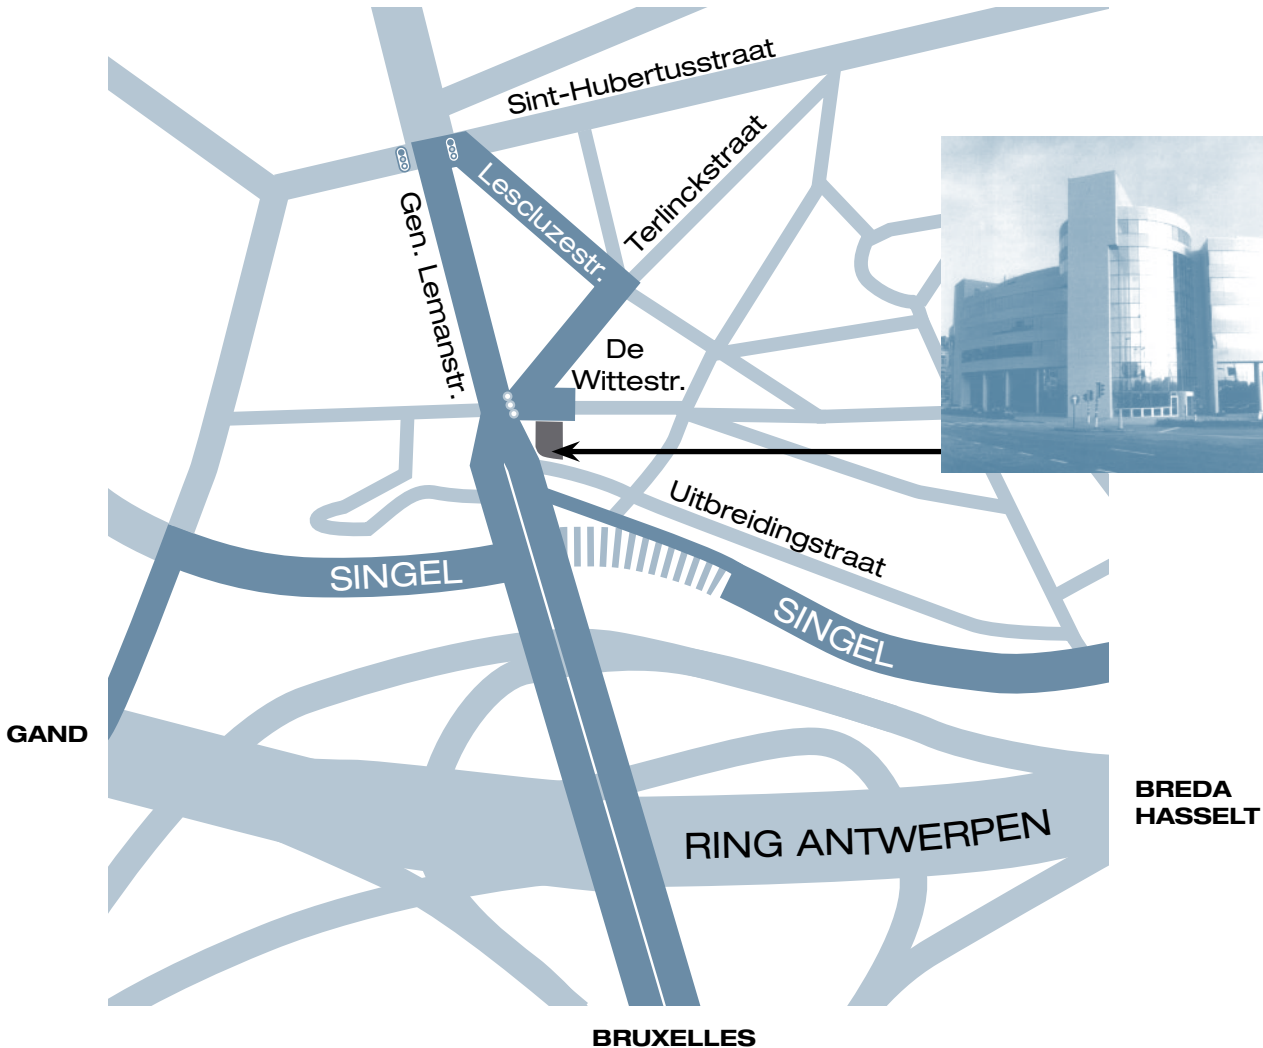 Sint-Hubertusstraat
Terlinckstraat
Lescluzestr.
Gen. Lemanstr.
De
Wittestr.
Uitbreidingstraat
SINGEL
SINGEL
GAND
BREDA
HASSELT
RING ANTWERPEN
BRUXELLES